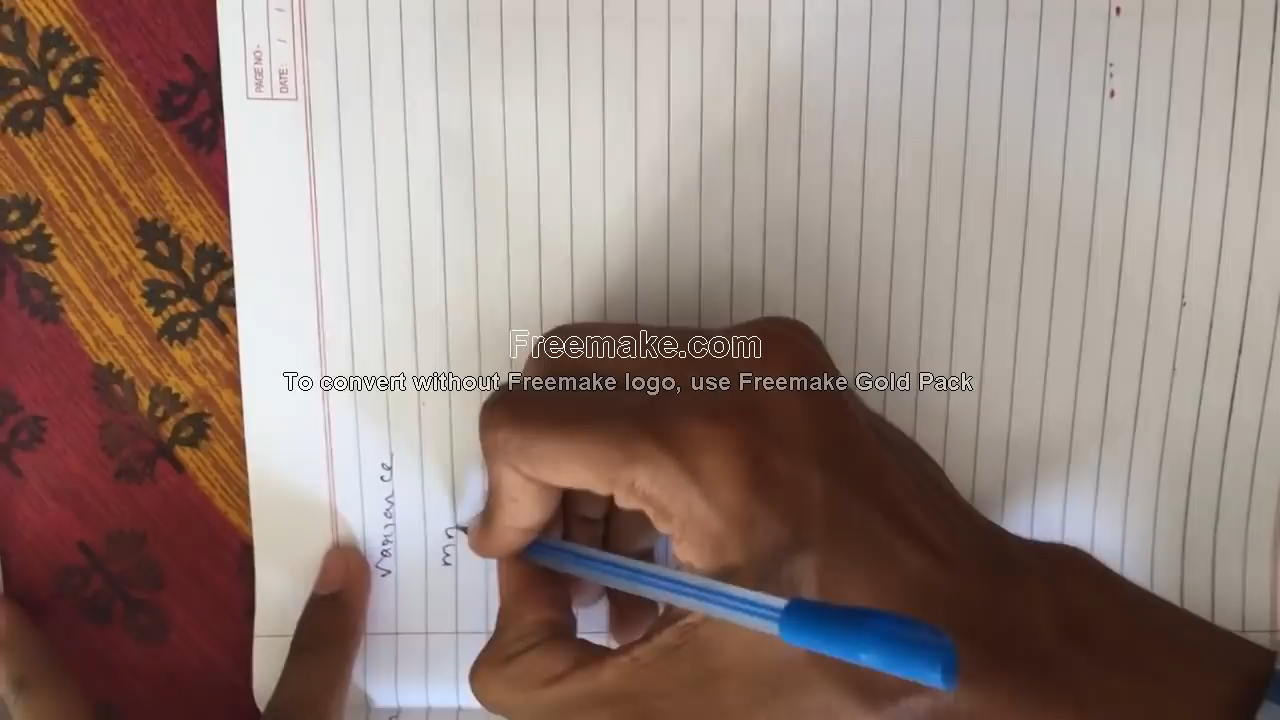 PAGE NO:-
DATE: / /
Freemake.com
To convert without Freemake logo, use Freemake Gold Pack
Variance